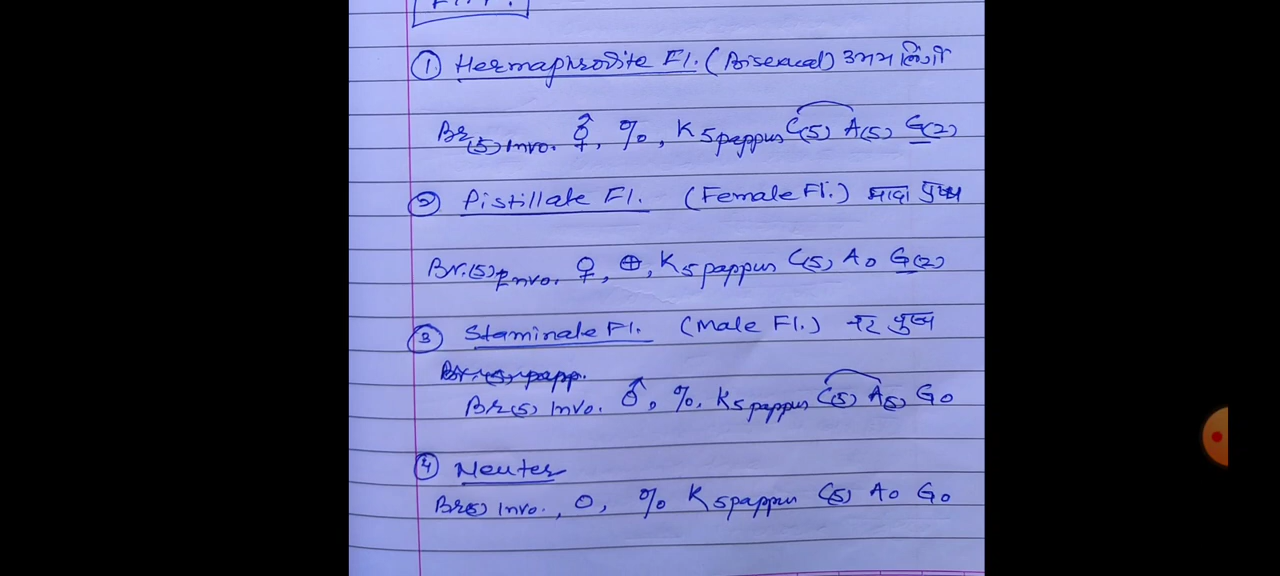 ① Hermaphrodite Fl. (Bisexual) उभयलिंगी
Br(5) Invo. ⚥, %, K5 pappus C(5) A(5) G(2)
② Pistillate Fl. (Female Fl.) मादा पुष्प
Br.(5) Invo. ♀, ⊕, K5 pappus C(5) A0 G(2)
③ Staminate Fl. (Male Fl.) नर पुष्प
Br(5) Invo. ♂, %, K5 pappus C(5) A(5) G0
④ Neuter
Br(5) Invo., O, % K5 pappus C(5) A0 G0